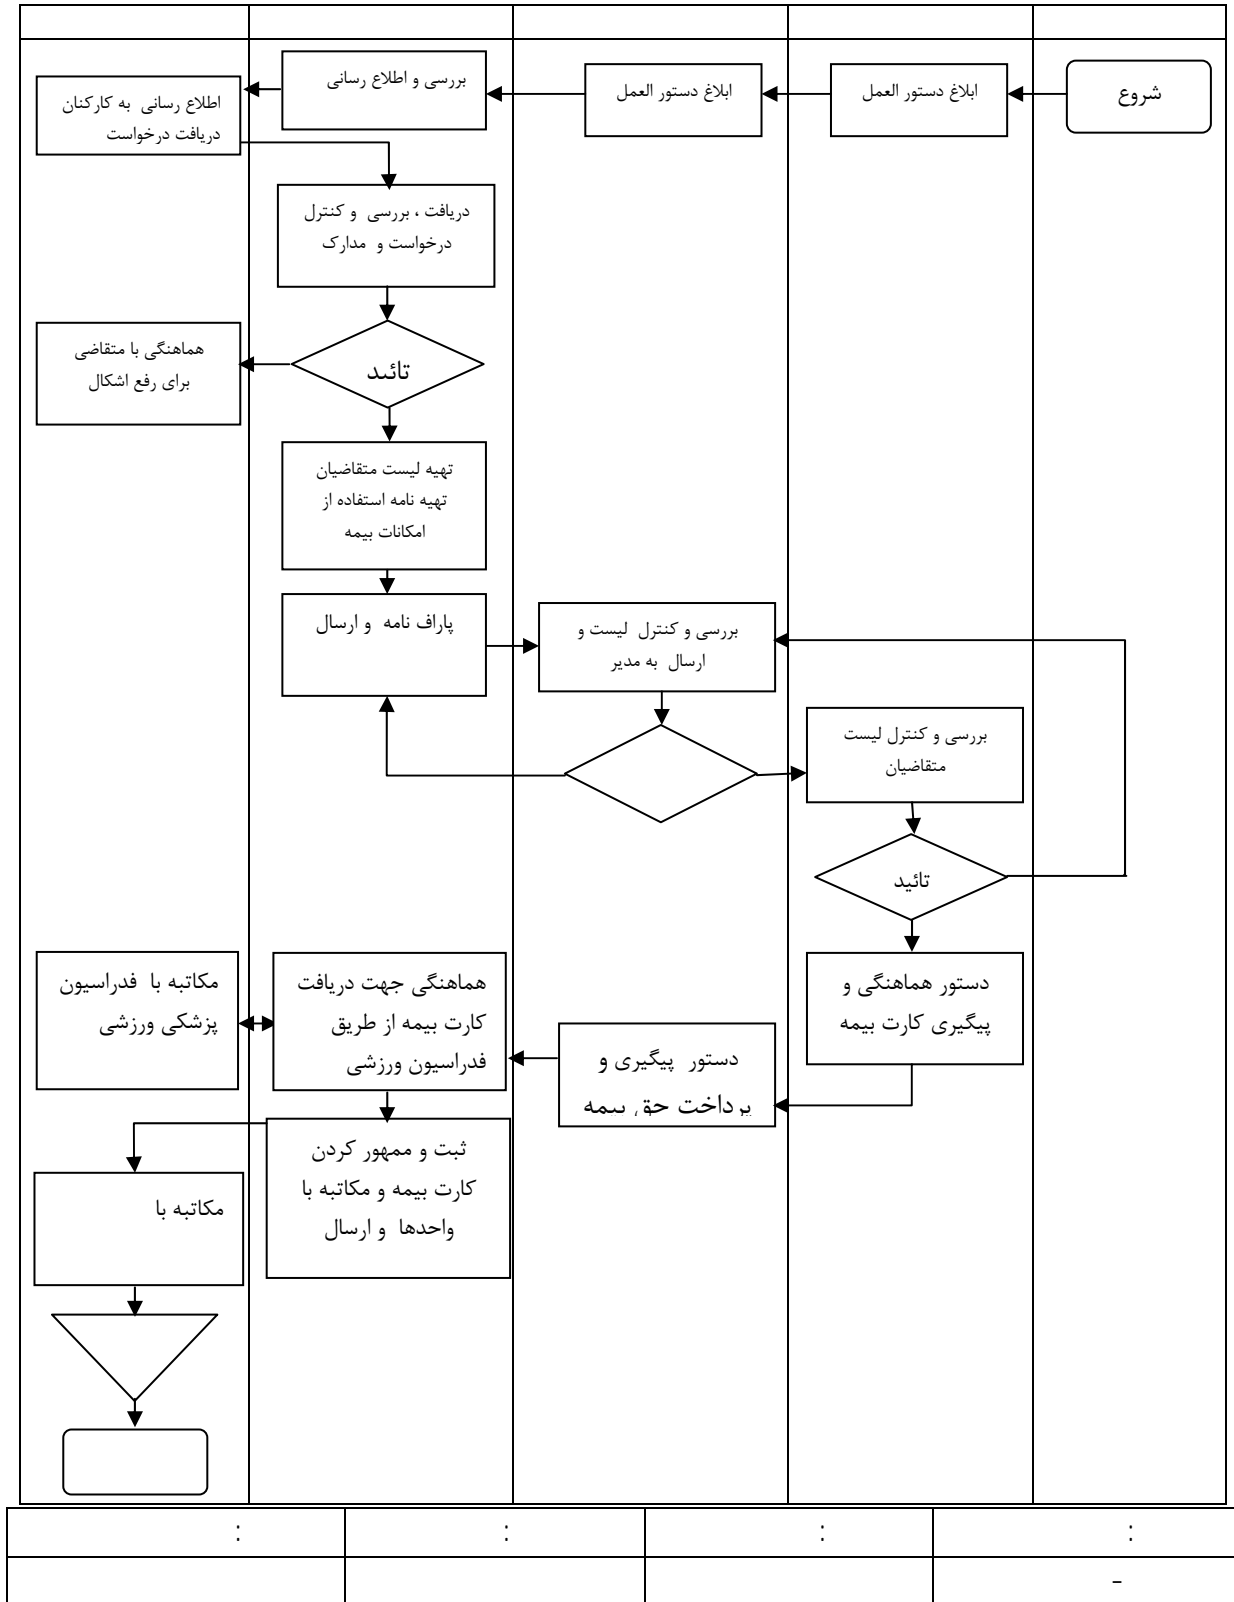 شروع
ابلاغ دستور العمل
ابلاغ دستور العمل
بررسی و اطلاع رسانی
اطلاع رسانی به کارکنان
دریافت درخواست
دریافت ، بررسی و کنترل
درخواست و مدارک
تائید
هماهنگی با متقاضی
برای رفع اشکال
تهیه لیست متقاضیان
تهیه نامه استفاده از
امکانات بیمه
پاراف نامه و ارسال
بررسی و کنترل لیست و
ارسال به مدیر
بررسی و کنترل لیست
متقاضیان
تائید
دستور هماهنگی و
پیگیری کارت بیمه
دستور پیگیری و
پرداخت حق بیمه
هماهنگی جهت دریافت
کارت بیمه از طریق
فدراسیون ورزشی
مکاتبه با فدراسیون
پزشکی ورزشی
ثبت و ممهور کردن
کارت بیمه و مکاتبه با
واحدها و ارسال
مکاتبه با
: : : :
-